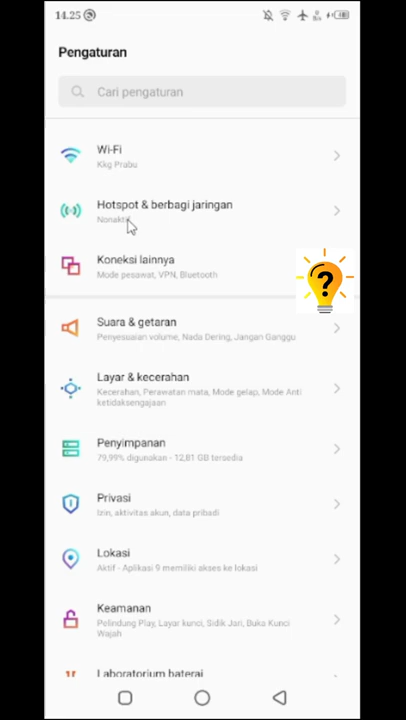 14.25
Pengaturan
Cari pengaturan
Wi-Fi
Kkg Prabu
Hotspot & berbagi jaringan
Nonaktif
Koneksi lainnya
Mode pesawat, VPN, Bluetooth
?
Suara & getaran
Penyesuaian volume, Nada Dering, Jangan Ganggu
Layar & kecerahan
Kecerahan, Perawatan mata, Mode gelap, Mode Anti
ketidaksengajaan
Penyimpanan
79,99% digunakan - 12,81 GB tersedia
Privasi
Izin, aktivitas akun, data pribadi
Lokasi
Aktif - Aplikasi 9 memiliki akses ke lokasi
Keamanan
Pelindung Play, Layar kunci, Sidik Jari, Buka Kunci
Wajah
Laboratorium baterai